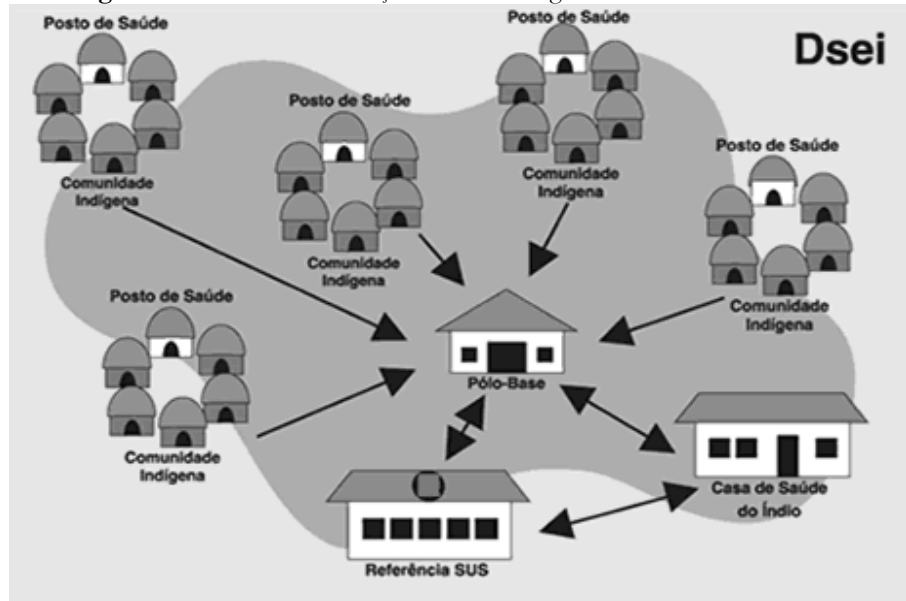 Posto de Saúde
Posto de Saúde
Dsei
Posto de Saúde
Posto de Saúde
Comunidade
Indígena
Comunidade
Indígena
Comunidade
Indígena
Posto de Saúde
Comunidade
Indígena
Pólo-Base
Comunidade
Indígena
Casa de Saúde
do Índio
Referência SUS